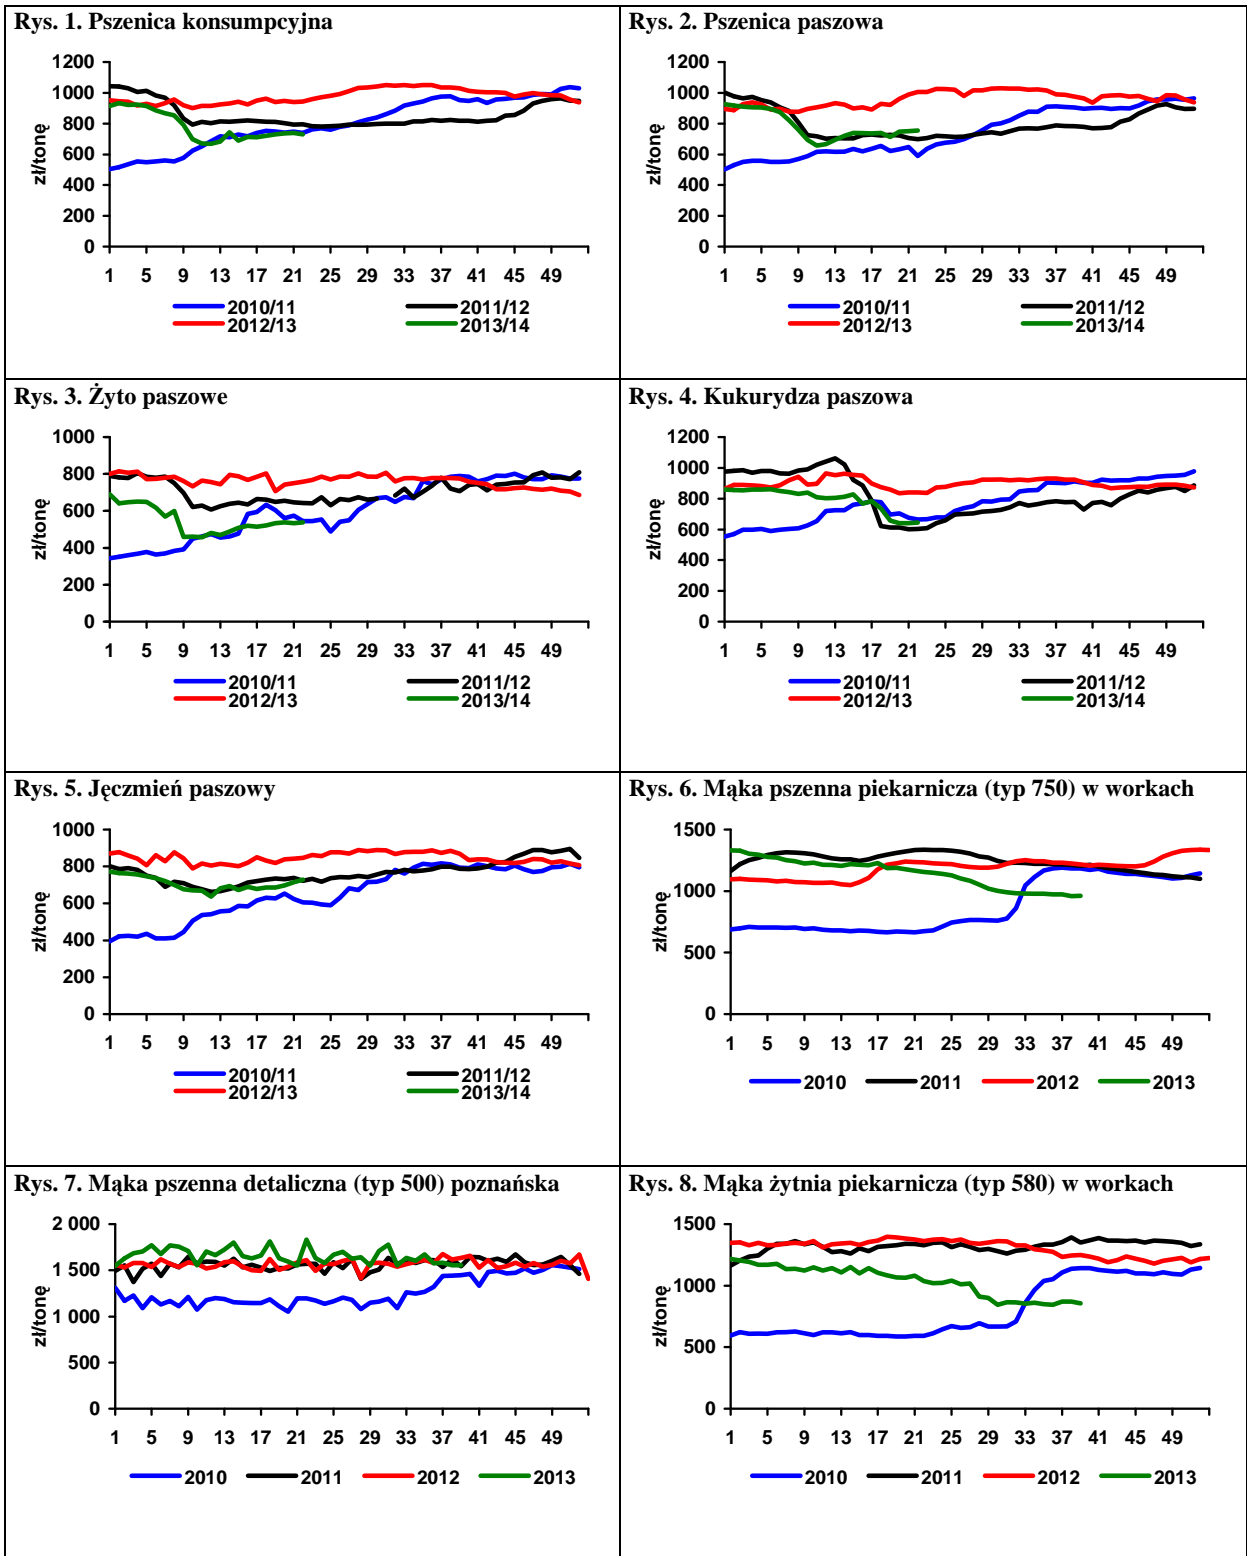 Rys. 1. Pszenica konsumpcyjna
1200
1000
800
600
400
200
0
zł/tonę
1 5 9 13 17 21 25 29 33 37 41 45 49
2010/11 2011/12
2012/13 2013/14
Rys. 2. Pszenica paszowa
1200
1000
800
600
400
200
0
zł/tonę
1 5 9 13 17 21 25 29 33 37 41 45 49
2010/11 2011/12
2012/13 2013/14
Rys. 3. Żyto paszowe
1000
800
600
400
200
0
zł/tonę
1 5 9 13 17 21 25 29 33 37 41 45 49
2010/11 2011/12
2012/13 2013/14
Rys. 4. Kukurydza paszowa
1200
1000
800
600
400
200
0
zł/tonę
1 5 9 13 17 21 25 29 33 37 41 45 49
2010/11 2011/12
2012/13 2013/14
Rys. 5. Jęczmień paszowy
1000
800
600
400
200
0
zł/tonę
1 5 9 13 17 21 25 29 33 37 41 45 49
2010/11 2011/12
2012/13 2013/14
Rys. 6. Mąka pszenna piekarnicza (typ 750) w workach
1500
1000
500
0
zł/tonę
1 5 9 13 17 21 25 29 33 37 41 45 49
2010 2011 2012 2013
Rys. 7. Mąka pszenna detaliczna (typ 500) poznańska
2 000
1500
1000
500
0
zł/tonę
1 5 9 13 17 21 25 29 33 37 41 45 49
2010 2011 2012 2013
Rys. 8. Mąka żytnia piekarnicza (typ 580) w workach
1500
1000
500
0
zł/tonę
1 5 9 13 17 21 25 29 33 37 41 45 49
2010 2011 2012 2013